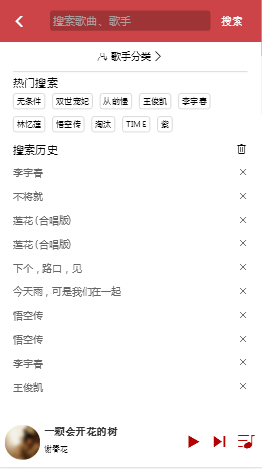 搜索歌曲、歌手 搜索
歌手分类
热门搜索
无条件 双世宠妃 从前慢 王俊凯 李宇春
林忆莲 悟空传 淘汰 TIME 瓷
搜索历史
李宇春
不将就
莲花(合唱版)
莲花(合唱版)
下个,路口,见
今天雨,可是我们在一起
悟空传
悟空传
李宇春
王俊凯
一颗会开花的树
谢春花